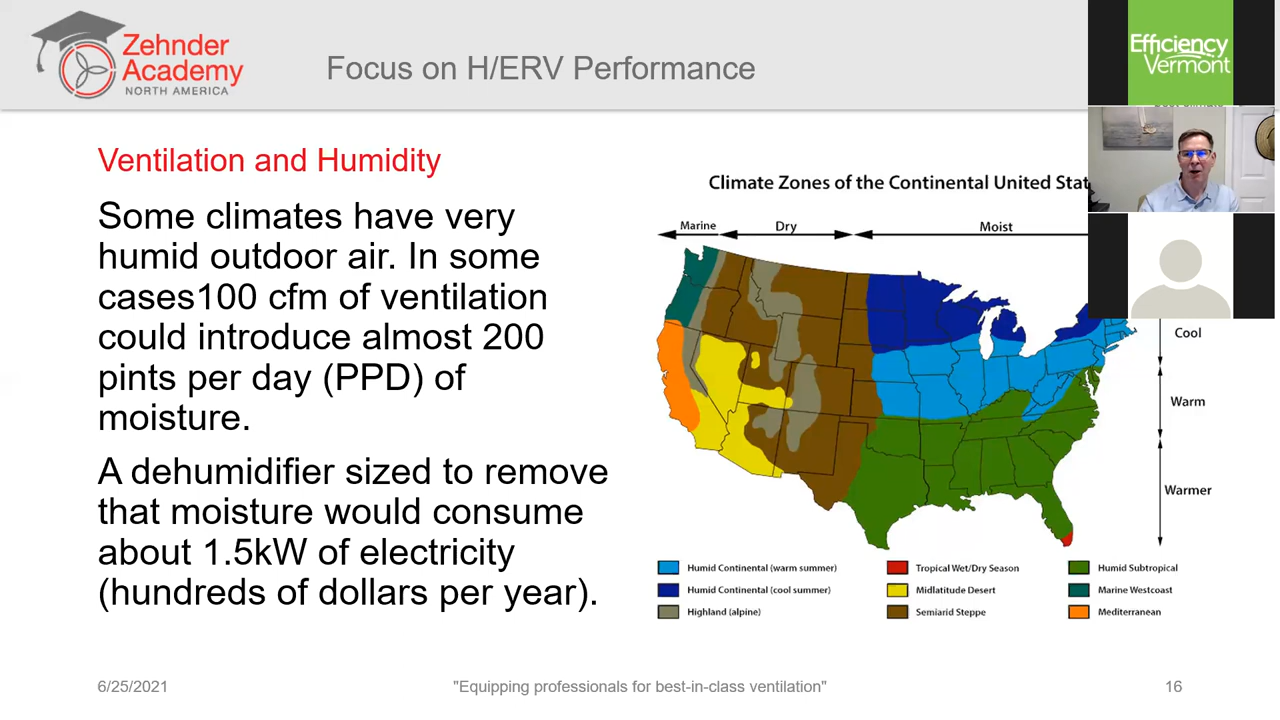 Zehnder
Academy
NORTH AMERICA
Focus on H/ERV Performance
Efficiency
Vermont
Ventilation and Humidity
Some climates have very
humid outdoor air. In some
cases100 cfm of ventilation
could introduce almost 200
pints per day (PPD) of
moisture.
A dehumidifier sized to remove
that moisture would consume
about 1.5kW of electricity
(hundreds of dollars per year).
Climate Zones of the Continental United Stat
Marine
Dry
Moist
Cool
Warm
Warmer
Humid Continental (warm summer)
Humid Continental (cool summer)
Highland (alpine)
Tropical Wet/Dry Season
Midlatitude Desert
Semiarid Steppe
Humid Subtropical
Marine Westcoast
Mediterranean
6/25/2021
"Equipping professionals for best-in-class ventilation"
16